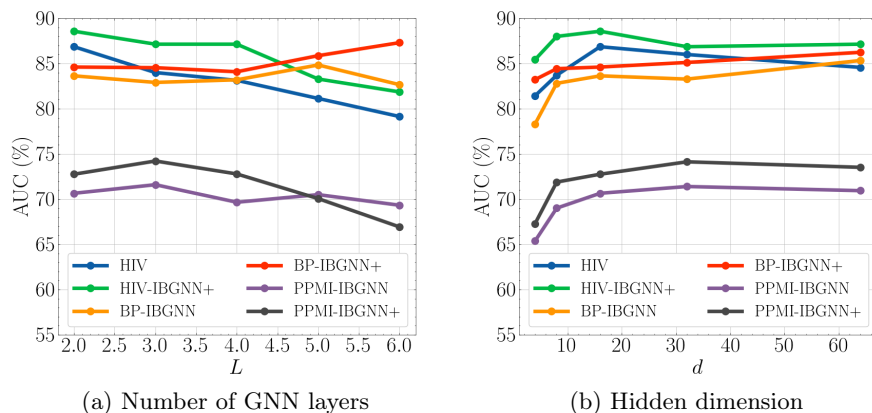 90
85
80
75
70
65
60
55
AUC (%)
2.0 2.5 3.0 3.5 4.0 4.5 5.0 5.5 6.0
L
HIV
HIV-IBGNN+
BP-IBGNN
BP-IBGNN+
PPMI-IBGNN
PPMI-IBGNN+
(a) Number of GNN layers
90
85
80
75
70
65
60
55
AUC (%)
10 20 30 40 50 60
d
HIV
HIV-IBGNN+
BP-IBGNN
BP-IBGNN+
PPMI-IBGNN
PPMI-IBGNN+
(b) Hidden dimension